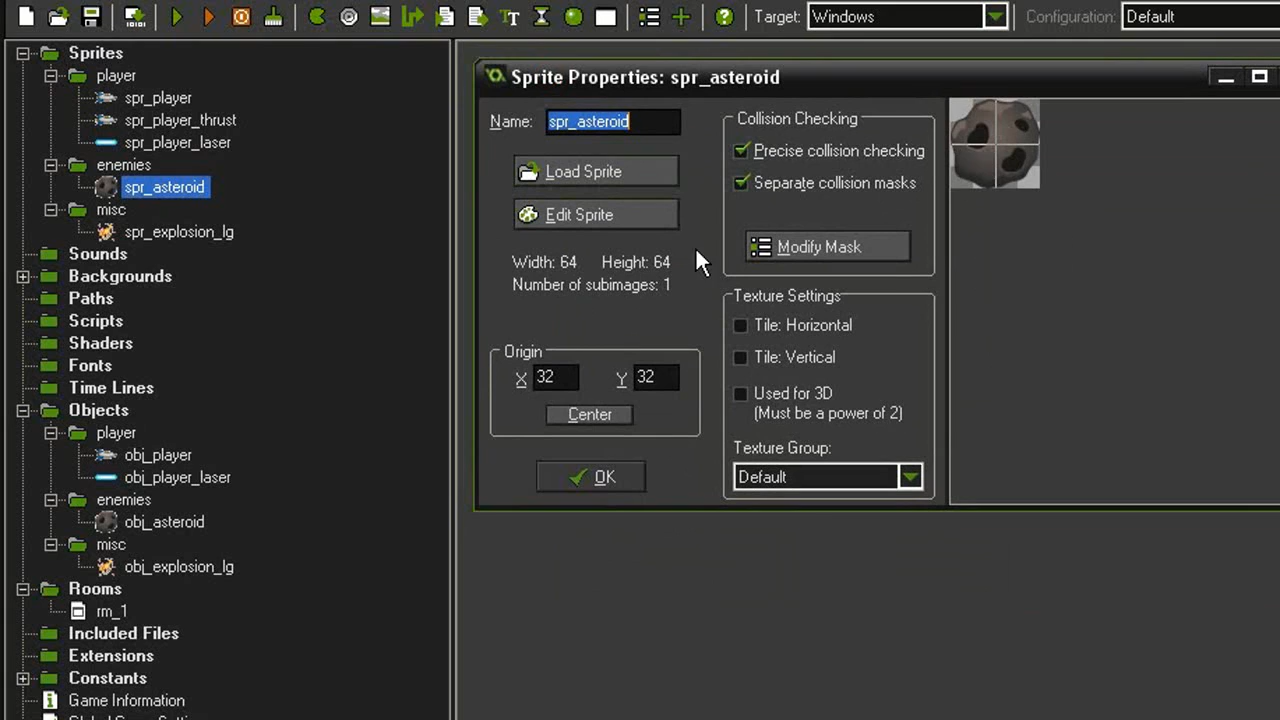 Target: Windows Configuration: Default
Sprites
player
spr_player
spr_player_thrust
spr_player_laser
enemies
spr_asteroid
misc
spr_explosion_lg
Sounds
Backgrounds
Paths
Scripts
Shaders
Fonts
Time Lines
Objects
player
obj_player
obj_player_laser
enemies
obj_asteroid
misc
obj_explosion_lg
Rooms
rm_1
Included Files
Extensions
Constants
Game Information
Sprite Properties: spr_asteroid
Name: spr_asteroid
Load Sprite
Edit Sprite
Width: 64 Height: 64
Number of subimages: 1
Origin
X 32 Y 32
Center
OK
Collision Checking
Precise collision checking
Separate collision masks
Modify Mask
Texture Settings
Tile: Horizontal
Tile: Vertical
Used for 3D
(Must be a power of 2)
Texture Group:
Default